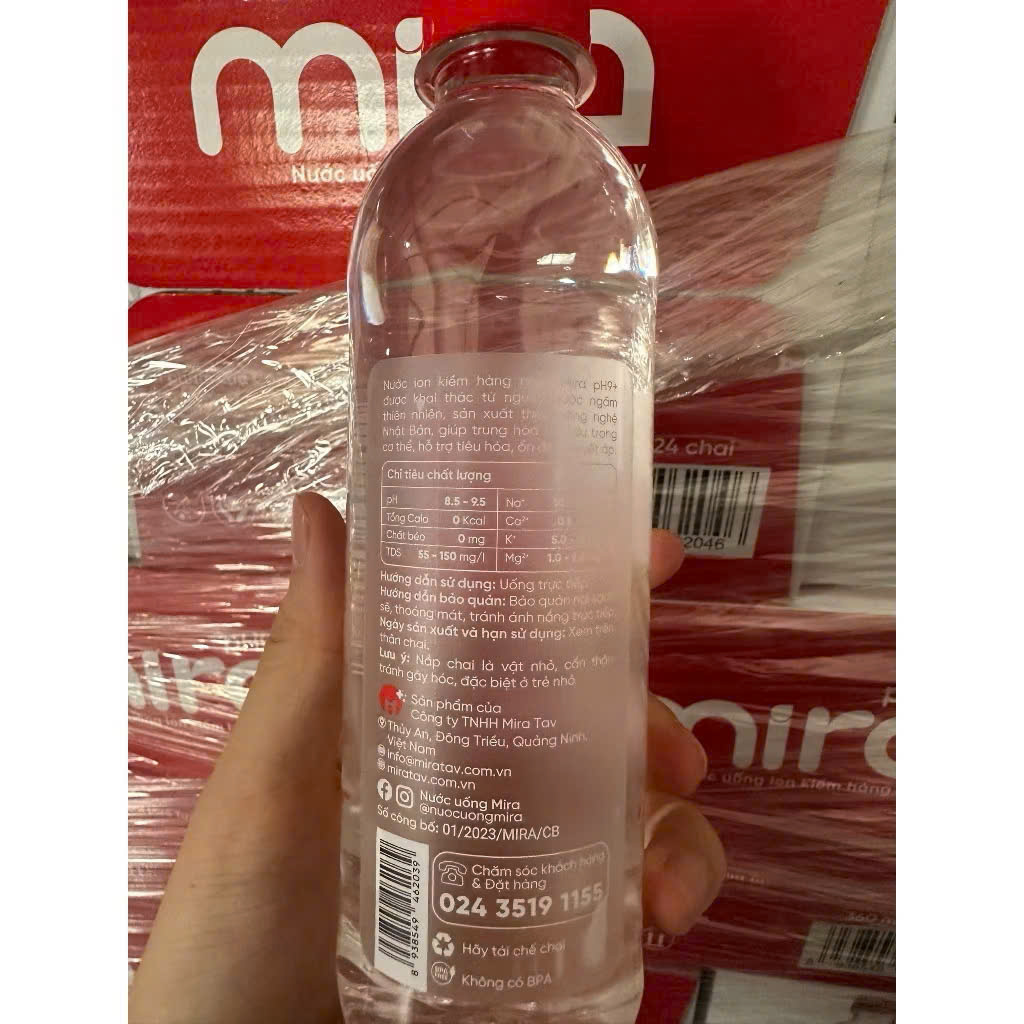 mira
Nước
Nước ion kiềm hàng pH9+
được khai thác từ ngầm
thiên nhiên, sản xuất nghệ
Nhật Bản, giúp trung hòa trong
cơ thể, hỗ trợ tiêu hóa, ổn
24 chai
Chỉ tiêu chất lượng
pH 8.5 - 9.5 Na⁺
Tổng Calo 0 Kcal Ca²⁺
Chất béo 0 mg K⁺ 5.0
TDS 55 - 150 mg/l Mg²⁺ 1.0
2046
Hướng dẫn sử dụng: Uống trực tiếp
Hướng dẫn bảo quản: Bảo quản nơi sạch
sẽ, thoáng mát, tránh ánh nắng trực tiếp.
Ngày sản xuất và hạn sử dụng: Xem trên
thân chai.
Lưu ý: Nắp chai là vật nhỏ, cẩn thận
tránh gây hóc, đặc biệt ở trẻ nhỏ
Sản phẩm của
Công ty TNHH Mira Tav
Thủy An, Đông Triều, Quảng Ninh,
Việt Nam
info@miratav.com.vn
miratav.com.vn
Nước uống Mira
@nuocuongmira
Số công bố: 01/2023/MIRA/CB
mira
uống ion kiềm hàng
Chăm sóc khách hàng
& Đặt hàng
024 3519 1155
8 938549 462039
Hãy tái chế chai
BPA FREE
Không có BPA
360
8